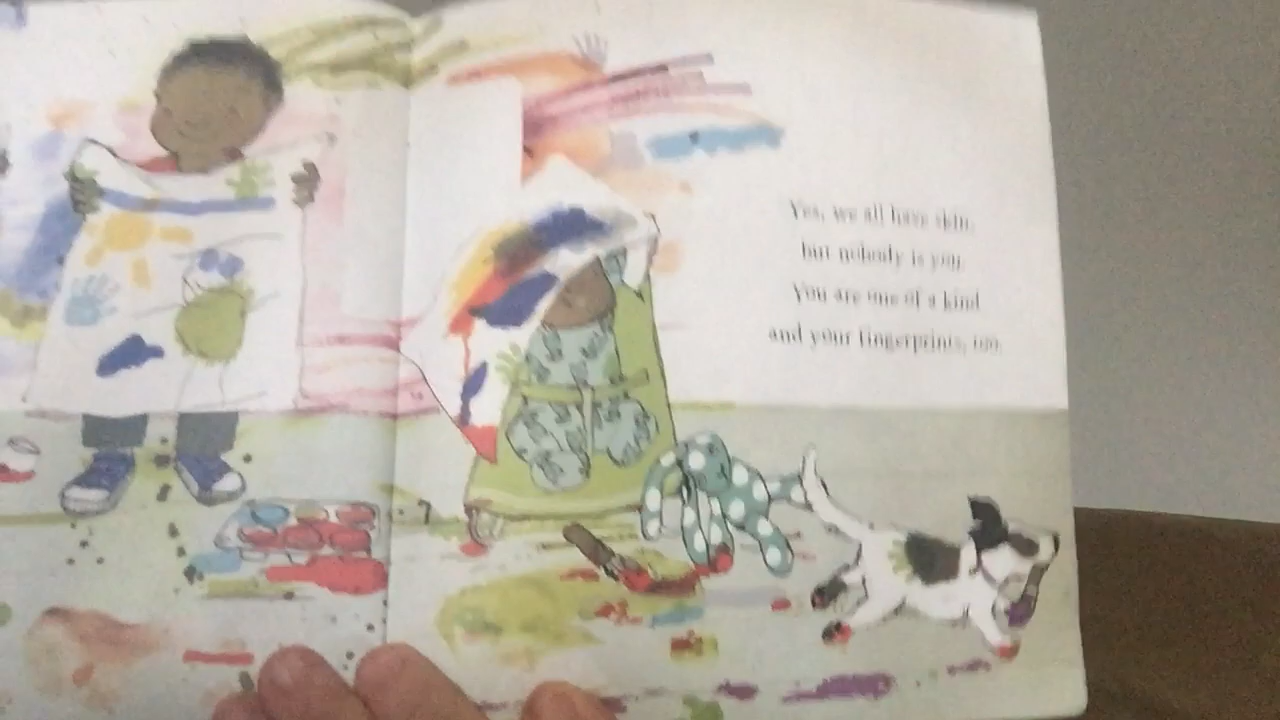 Yes, we all have skin,
but nobody is you.
You are one of a kind
and your fingerprints, too.